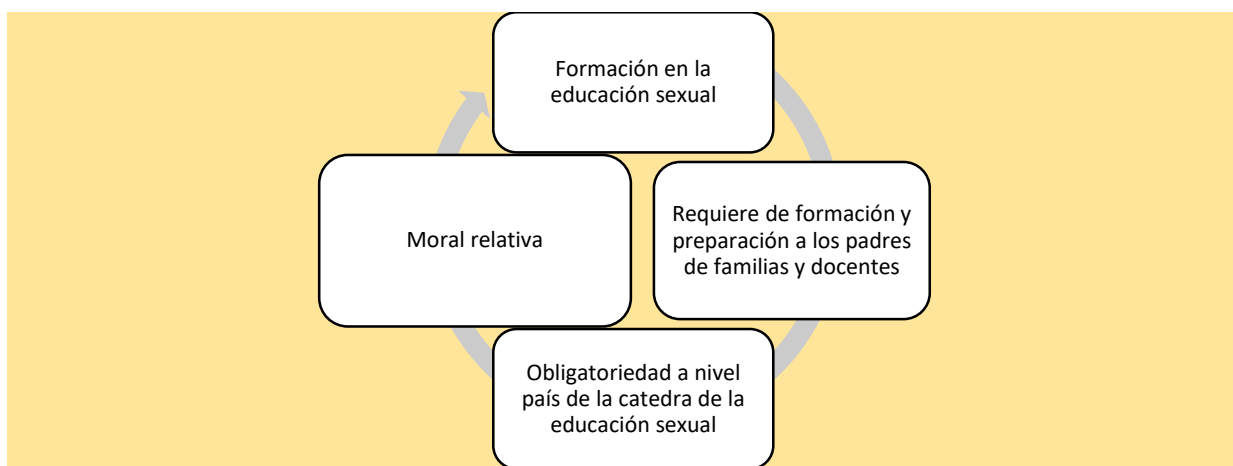 Formación en la
educación sexual
Requiere de formación y
preparación a los padres
de familias y docentes
Obligatoriedad a nivel
país de la catedra de la
educación sexual
Moral relativa